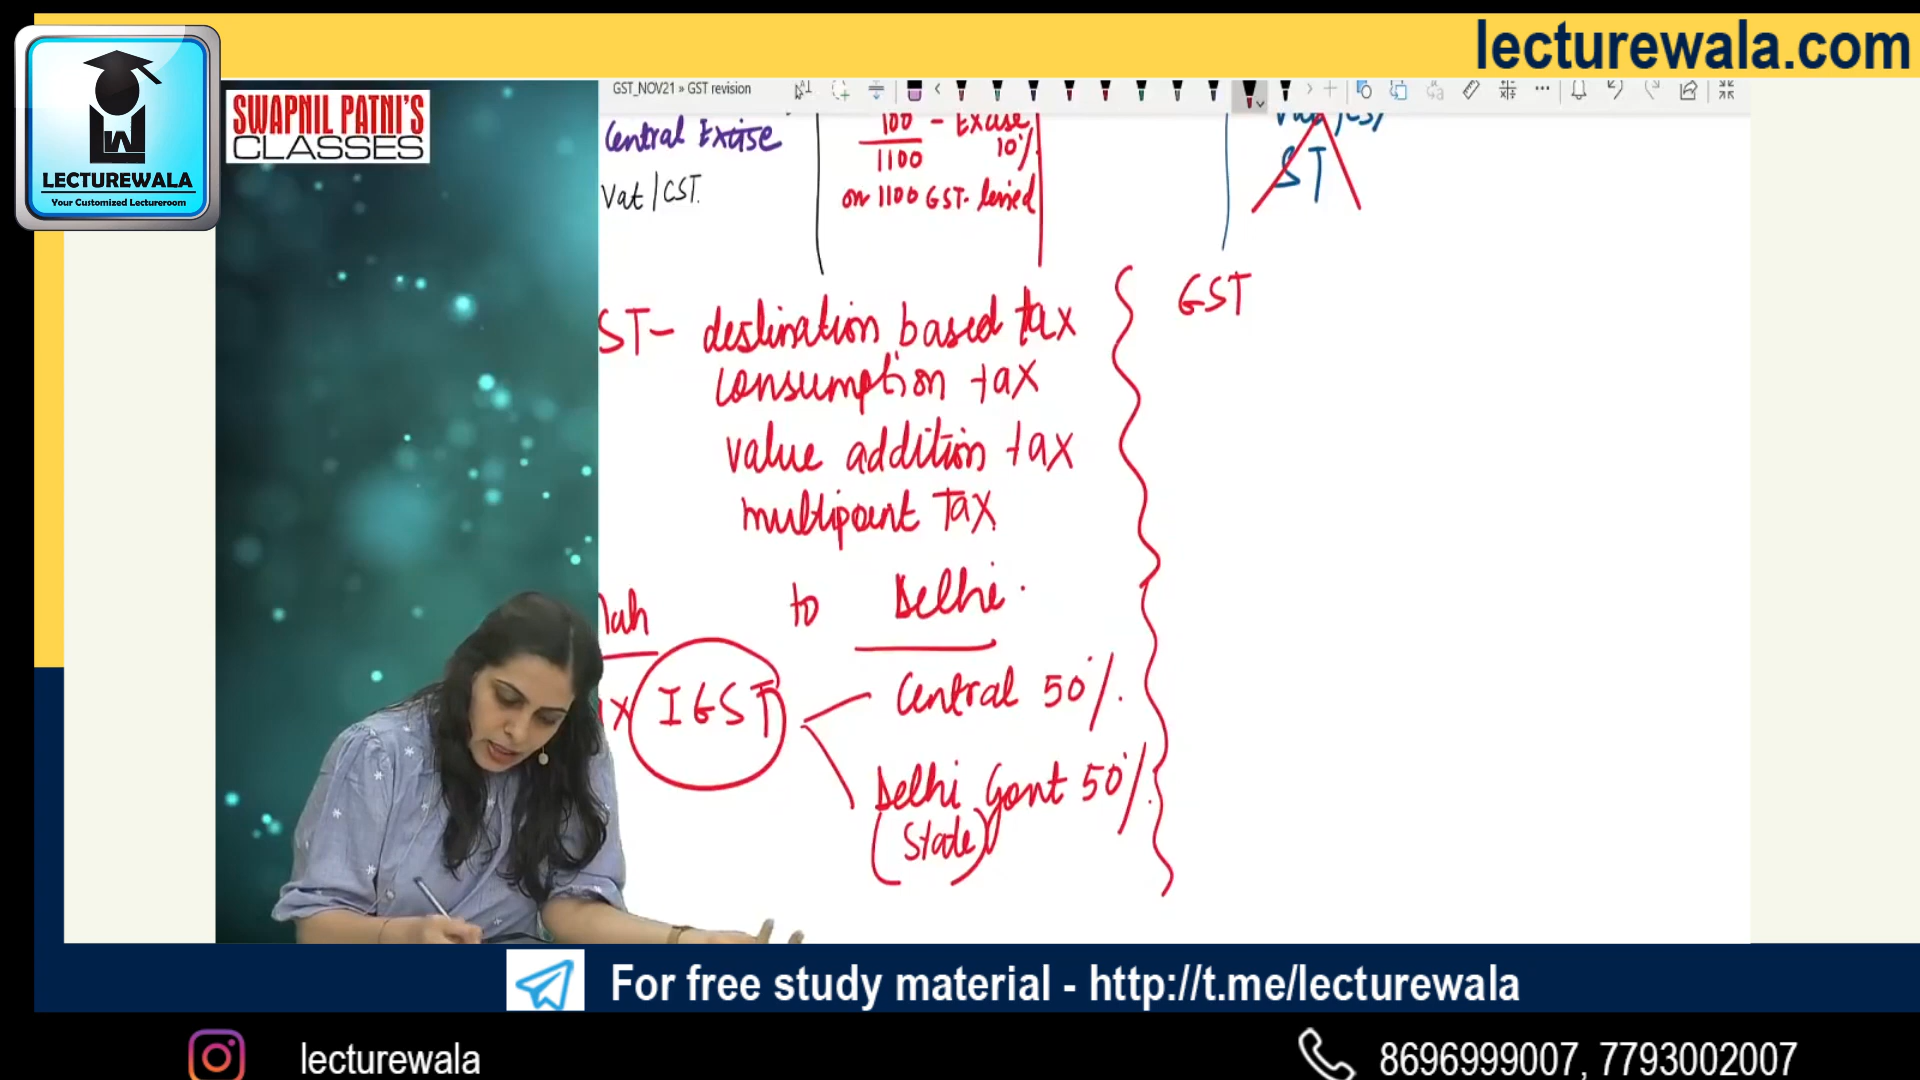 lecturewala.com
SWAPNIL PATNI'S
CLASSES
LW
LECTUREWALA
Your Customized Lectureroom
GST_NOV21 » GST revision
Central Excise
Vat/CST.
100 - Excise
1100 10%.
on 1100 GST- levied
ST
ST- destination based tax
consumption tax
value addition tax
multipoint Tax
GST
Mah to Delhi.
IGST
Central 50%.
Delhi Govt 50%.
(State)
For free study material - http://t.me/lecturewala
lecturewala
8696999007, 7793002007